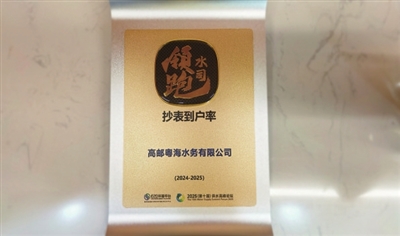 领跑
水司
抄表到户率
高邮粤海水务有限公司
(2024-2025)